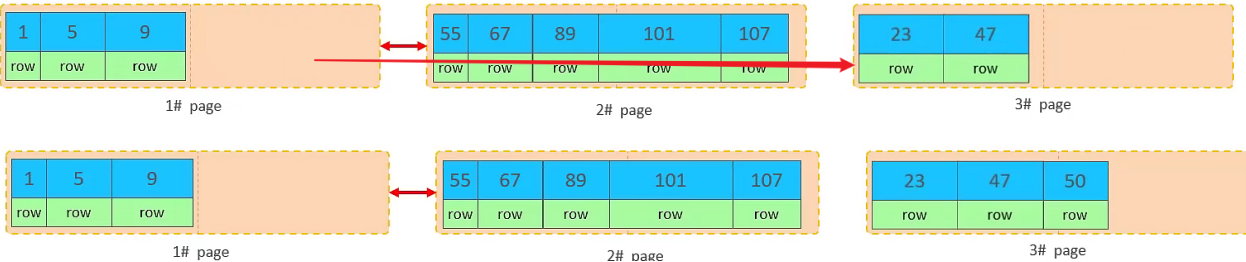 1 5 9
row row row
1# page
55 67 89 101 107
row row row row row
2# page
23 47
row row
3# page
1 5 9
row row row
1# page
55 67 89 101 107
row row row row row
2# page
23 47 50
row row row
3# page